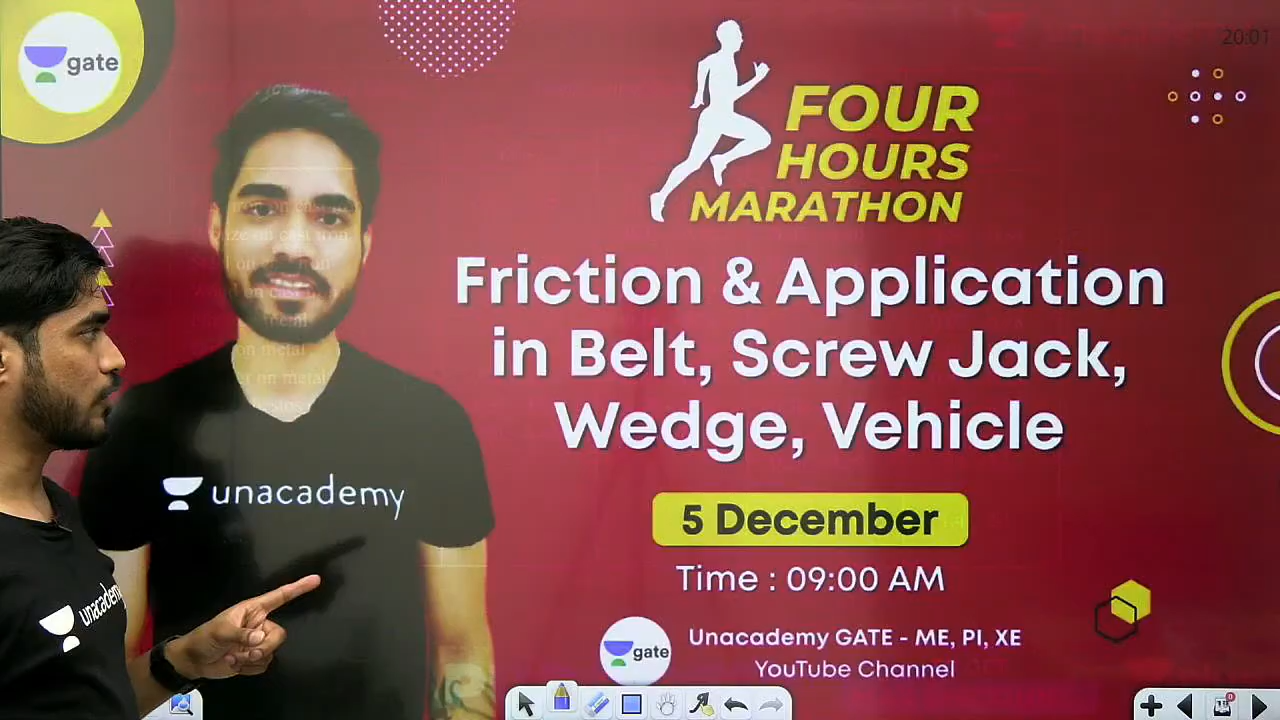 gate
20:01
FOUR
HOURS
MARATHON
Friction & Application
in Belt, Screw Jack,
Wedge, Vehicle
unacademy
5 December
Time : 09:00 AM
unacademy
gate
Unacademy GATE - ME, PI, XE
YouTube Channel